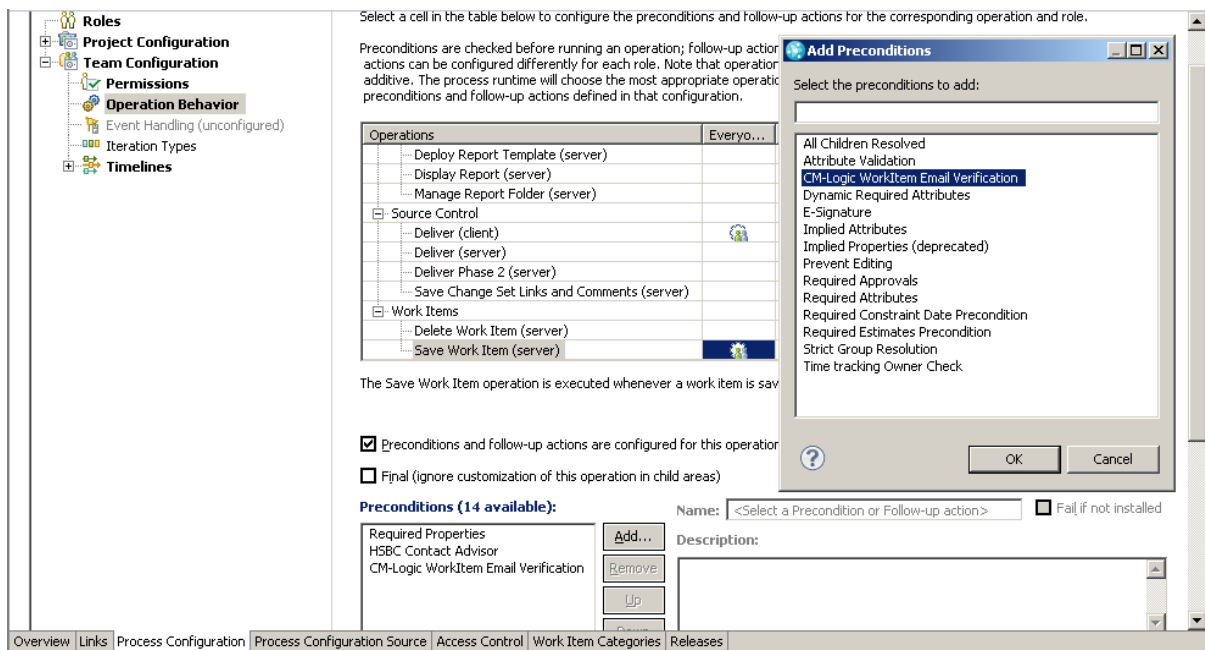 Roles
Project Configuration
Team Configuration
Permissions
Operation Behavior
Event Handling (unconfigured)
Iteration Types
Timelines
Select a cell in the table below to configure the preconditions and follow-up actions for the corresponding operation and role.
Preconditions are checked before running an operation; follow-up action
actions can be configured differently for each role. Note that operation
additive. The process runtime will choose the most appropriate operatic
preconditions and follow-up actions defined in that configuration.
Operations
Everyo...
Deploy Report Template (server)
Display Report (server)
Manage Report Folder (server)
Source Control
Deliver (client)
Deliver (server)
Deliver Phase 2 (server)
Save Change Set Links and Comments (server)
Work Items
Delete Work Item (server)
Save Work Item (server)
The Save Work Item operation is executed whenever a work item is sav
Preconditions and follow-up actions are configured for this operation
Final (ignore customization of this operation in child areas)
Preconditions (14 available):
Required Properties
HSBC Contact Advisor
CM-Logic WorkItem Email Verification
Add...
Remove
Up
Down
Name: <Select a Precondition or Follow-up action>
Fail if not installed
Description:
Add Preconditions
Select the preconditions to add:
All Children Resolved
Attribute Validation
CM-Logic WorkItem Email Verification
Dynamic Required Attributes
E-Signature
Implied Attributes
Implied Properties (deprecated)
Prevent Editing
Required Approvals
Required Attributes
Required Constraint Date Precondition
Required Estimates Precondition
Strict Group Resolution
Time tracking Owner Check
?
OK
Cancel
Overview Links Process Configuration Process Configuration Source Access Control Work Item Categories Releases